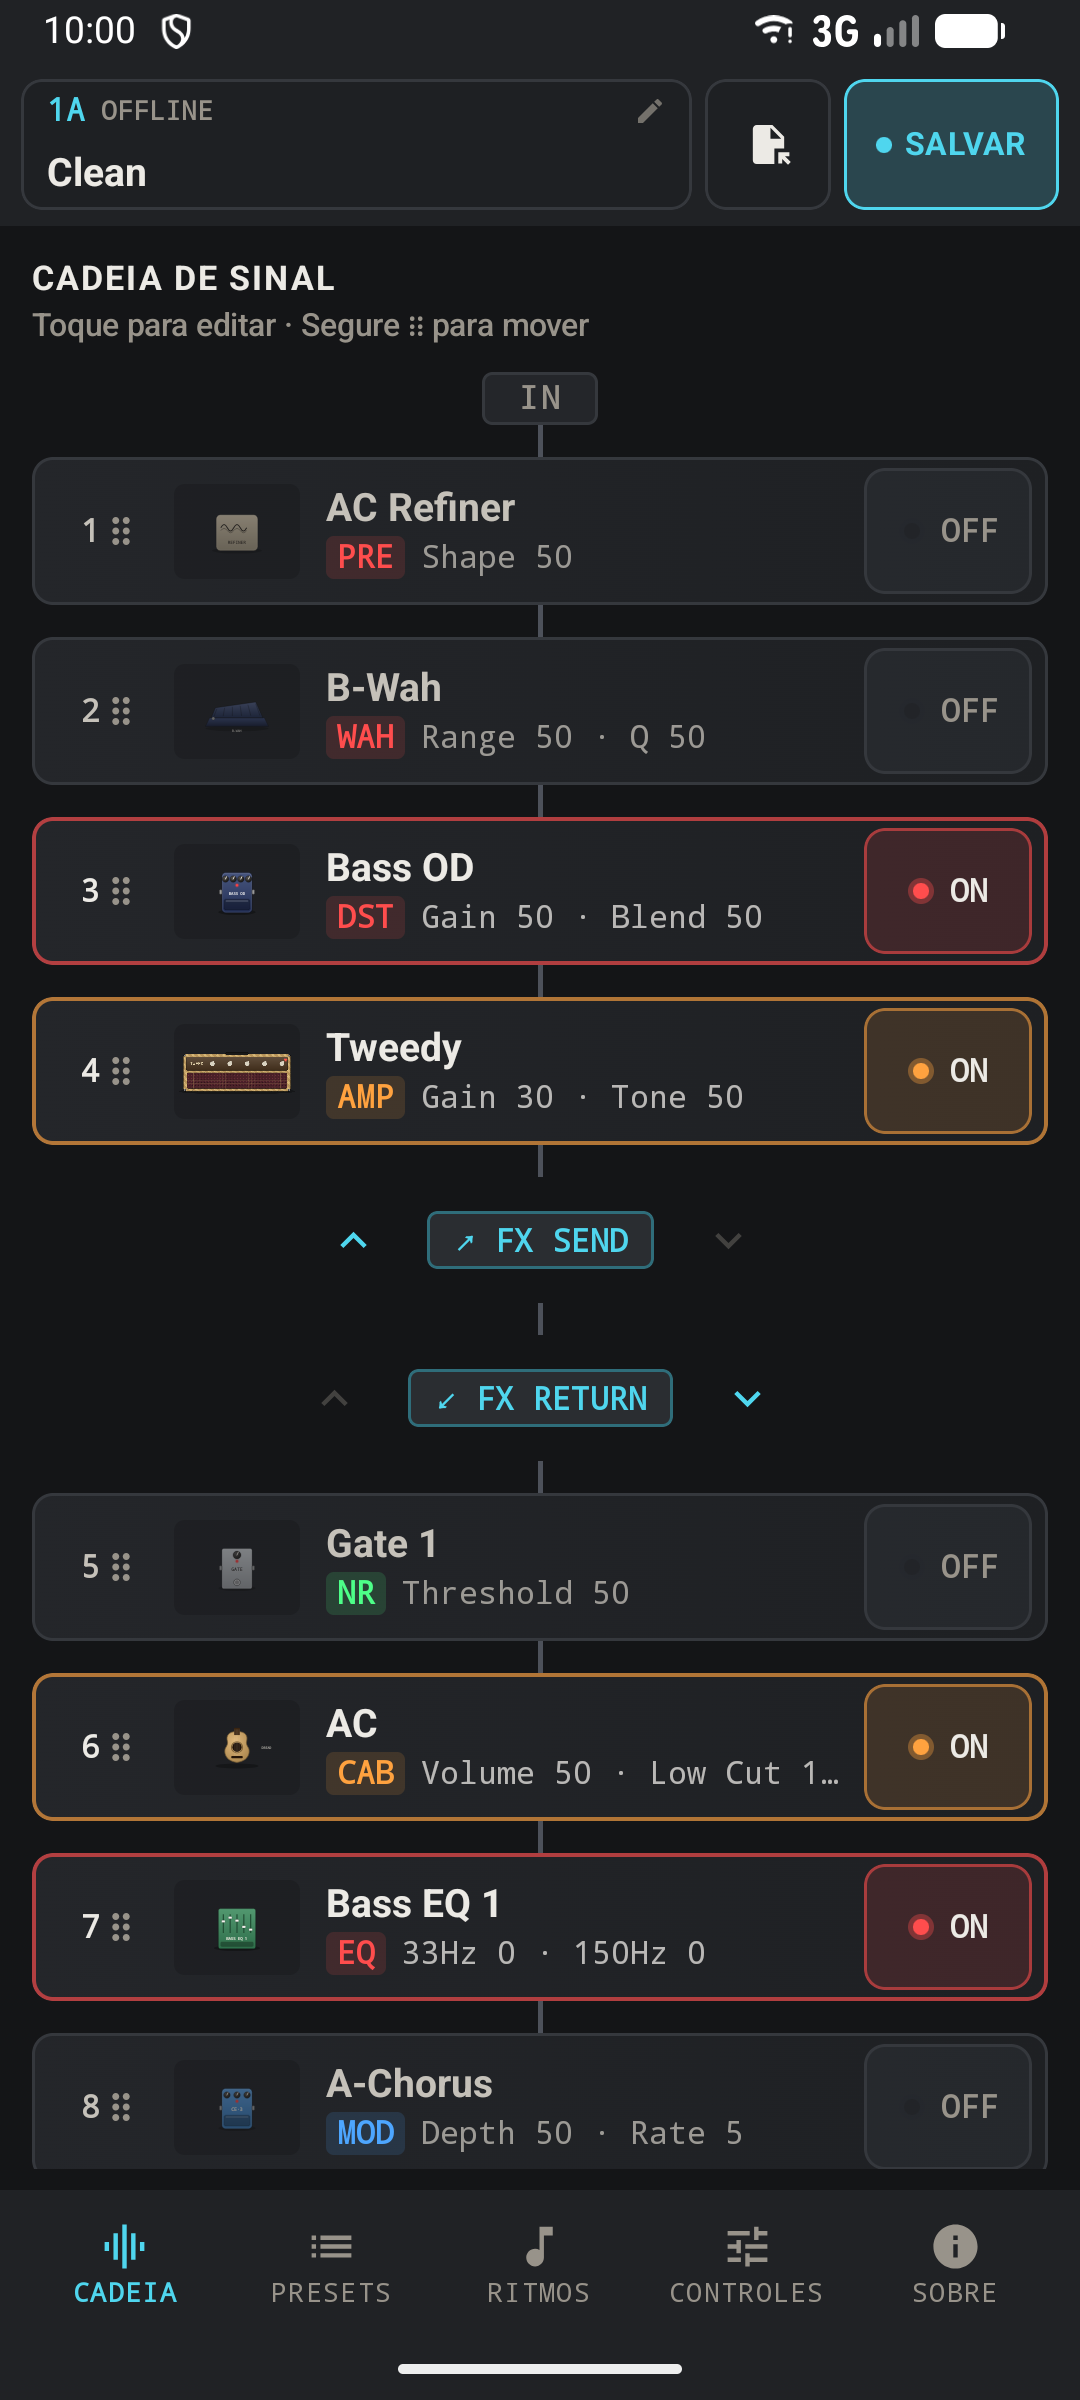 10:00
3G
1A OFFLINE
Clean
SALVAR
CADEIA DE SINAL
Toque para editar · Segure ⠿ para mover
IN
1
AC Refiner
PRE Shape 50
OFF
2
B-Wah
WAH Range 50 · Q 50
OFF
3
Bass OD
DST Gain 50 · Blend 50
ON
4
Tweedy
AMP Gain 30 · Tone 50
ON
↗ FX SEND
↙ FX RETURN
5
Gate 1
NR Threshold 50
OFF
6
AC
CAB Volume 50 · Low Cut 1…
ON
7
Bass EQ 1
EQ 33Hz 0 · 150Hz 0
ON
8
A-Chorus
MOD Depth 50 · Rate 5
OFF
CADEIA
PRESETS
RITMOS
CONTROLES
SOBRE